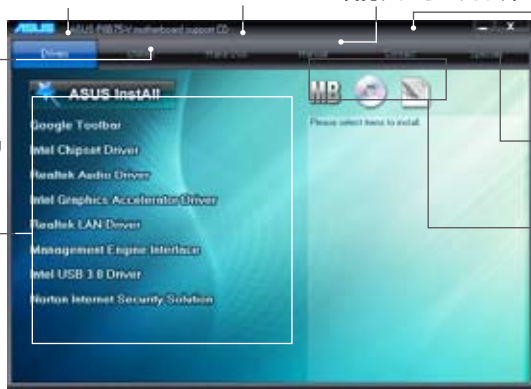 ASUS P8B75-V motherboard support CD
Drivers Utilities Make Disk Manual Contact Specials
ASUS InstAll
MB
Please select items to install.
Google Toolbar
Intel Chipset Driver
Realtek Audio Driver
Intel Graphics Accelerator Driver
Realtek LAN Driver
Management Engine Interface
Intel USB 3.0 Driver
Norton Internet Security Solution